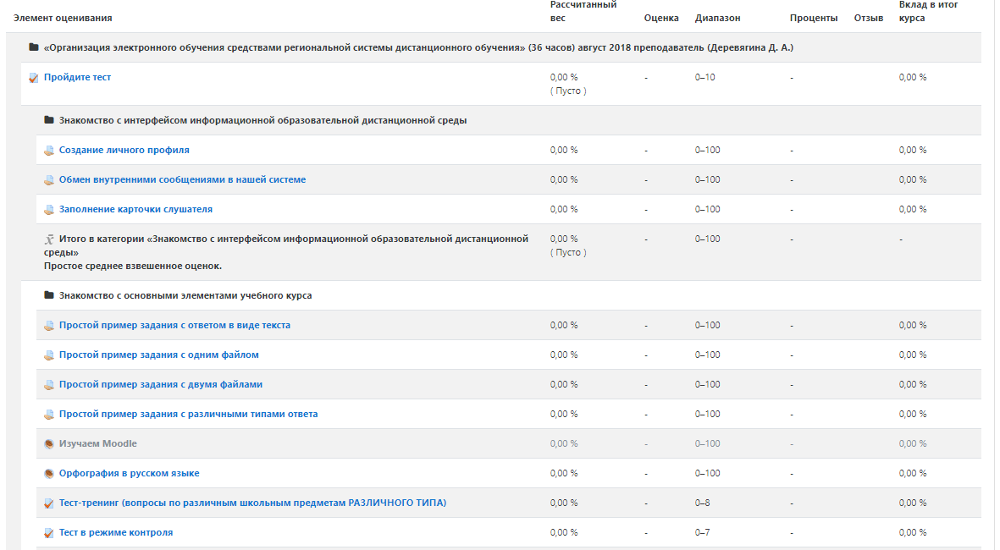 Элемент оценивания Рассчитанный вес Оценка Диапазон Проценты Отзыв Вклад в итог курса
«Организация электронного обучения средствами региональной системы дистанционного обучения» (36 часов) август 2018 преподаватель (Деревягина Д. А.)
Пройдите тест 0,00 % - 0–10 - 0,00 %
( Пусто )
Знакомство с интерфейсом информационной образовательной дистанционной среды
Создание личного профиля 0,00 % - 0–100 - 0,00 %
Обмен внутренними сообщениями в нашей системе 0,00 % - 0–100 - 0,00 %
Заполнение карточки слушателя 0,00 % - 0–100 - 0,00 %
Итого в категории «Знакомство с интерфейсом информационной образовательной дистанционной 0,00 % - 0–100 - -
среды» ( Пусто )
Простое среднее взвешенное оценок.
Знакомство с основными элементами учебного курса
Простой пример задания с ответом в виде текста 0,00 % - 0–100 - 0,00 %
Простой пример задания с одним файлом 0,00 % - 0–100 - 0,00 %
Простой пример задания с двумя файлами 0,00 % - 0–100 - 0,00 %
Простой пример задания с различными типами ответа 0,00 % - 0–100 - 0,00 %
Изучаем Moodle 0,00 % - 0–100 - 0,00 %
Орфография в русском языке 0,00 % - 0–100 - 0,00 %
Тест-тренинг (вопросы по различным школьным предметам РАЗЛИЧНОГО ТИПА) 0,00 % - 0–8 - 0,00 %
Тест в режиме контроля 0,00 % - 0–7 - 0,00 %